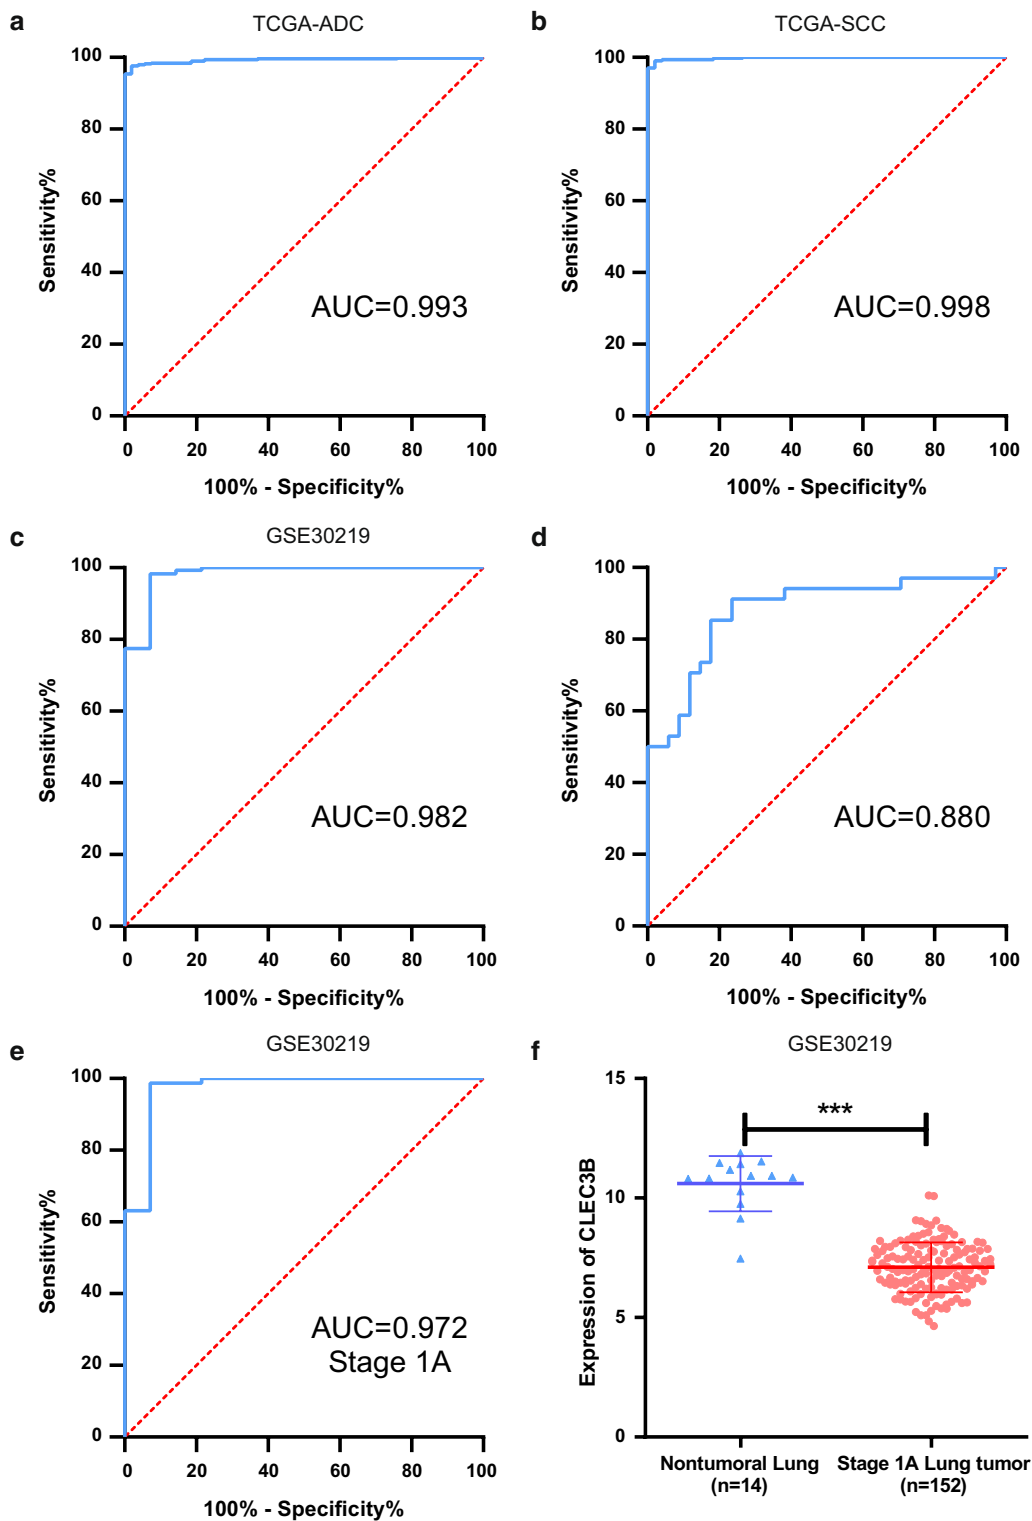 a
TCGA-ADC
100
80
60
40
20
0
Sensitivity%
AUC=0.993
0 20 40 60 80 100
100% - Specificity%
b
TCGA-SCC
100
80
60
40
20
0
Sensitivity%
AUC=0.998
0 20 40 60 80 100
100% - Specificity%
c
GSE30219
100
80
60
40
20
0
Sensitivity%
AUC=0.982
0 20 40 60 80 100
100% - Specificity%
d
100
80
60
40
20
0
Sensitivity%
AUC=0.880
0 20 40 60 80 100
100% - Specificity%
e
GSE30219
100
80
60
40
20
0
Sensitivity%
AUC=0.972
Stage 1A
0 20 40 60 80 100
100% - Specificity%
f
GSE30219
15
10
5
0
Expression of CLEC3B
***
Nontumoral Lung
(n=14)
Stage 1A Lung tumor
(n=152)